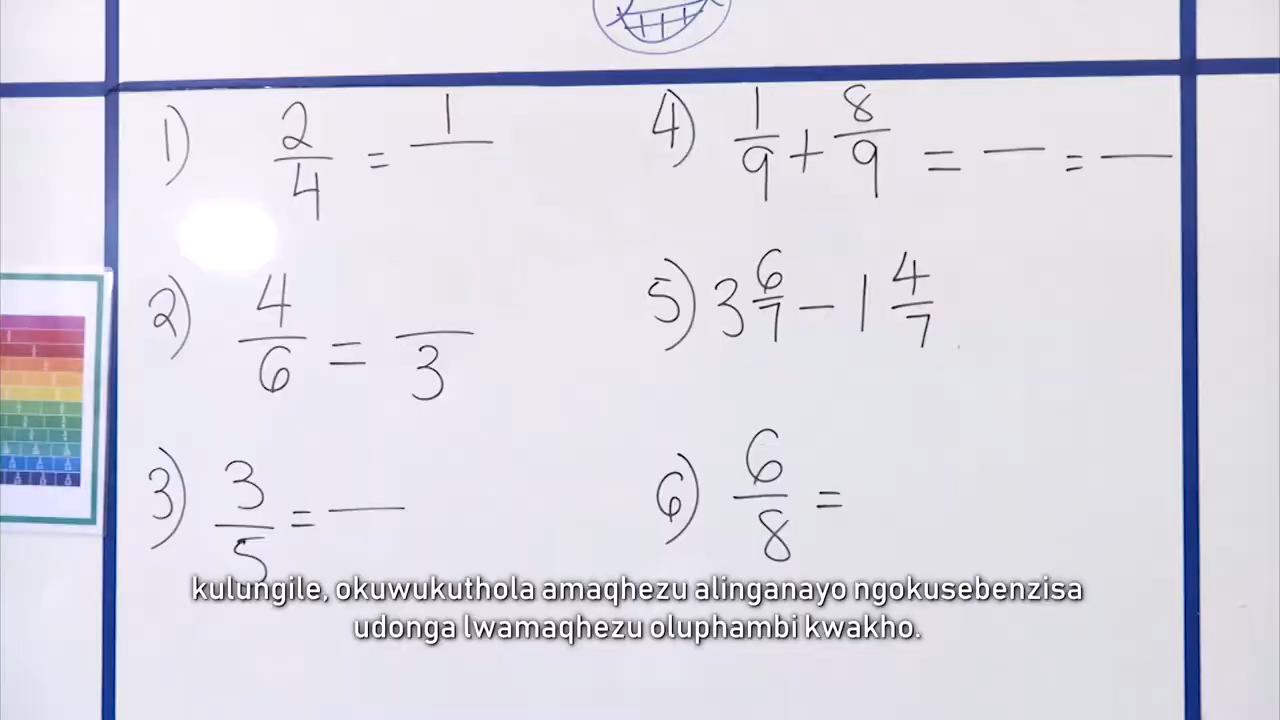 1) 2/4 = 1/
2) 4/6 = /3
3) 3/5 = —
4) 1/9 + 8/9 = — = —
5) 3 6/7 - 1 4/7
6) 6/8 =
kulungile, okuwukuthola amaqhezu alinganayo ngokusebenzisa
udonga lwamaqhezu oluphambi kwakho.